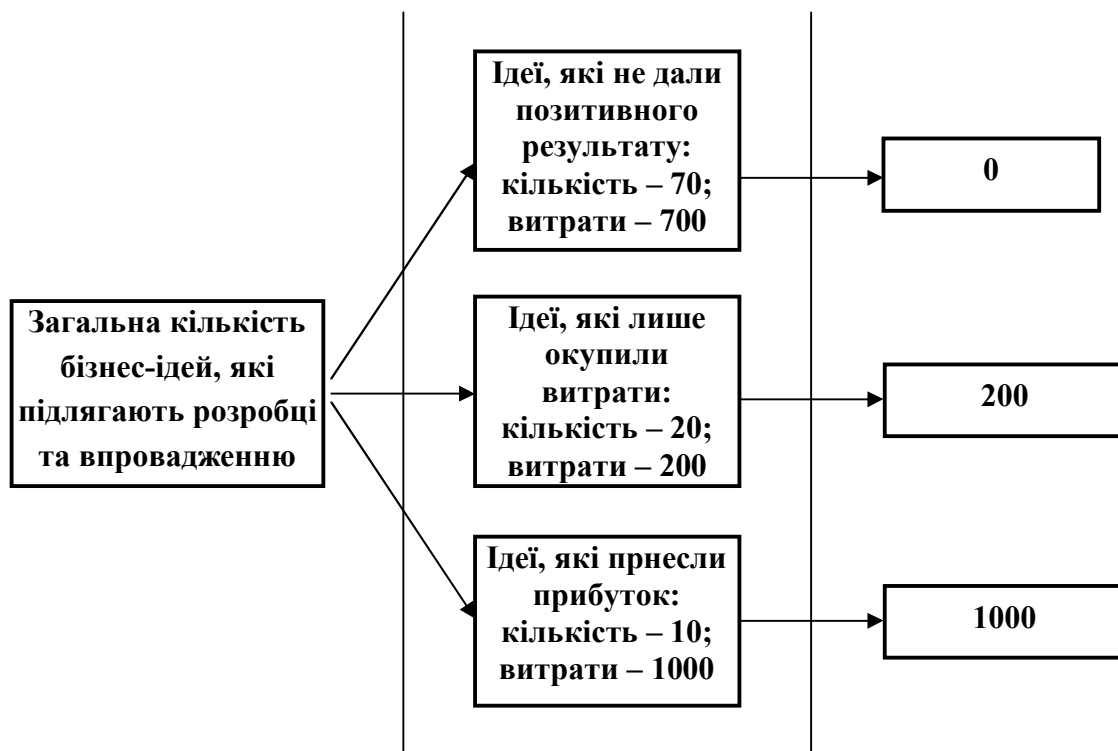 Ідеї, які не дали
позитивного
результату:
кількість – 70;
витрати – 700
0
Загальна кількість
бізнес-ідей, які
підлягають розробці
та впровадженню
Ідеї, які лише
окупили
витрати:
кількість – 20;
витрати – 200
200
Ідеї, які прнесли
прибуток:
кількість – 10;
витрати – 1000
1000